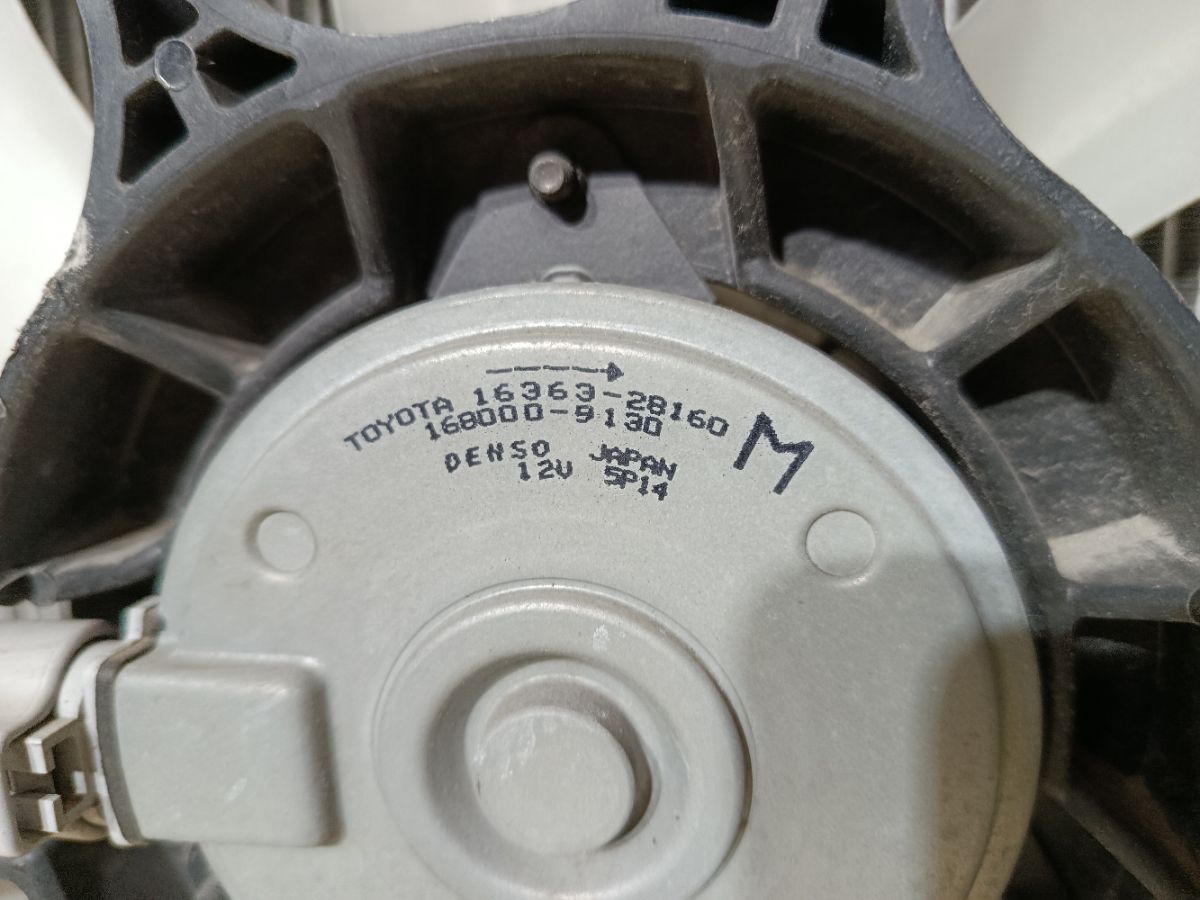 TOYOTA 16363-28160
168000-9130
M
DENSO JAPAN
12V 5P14